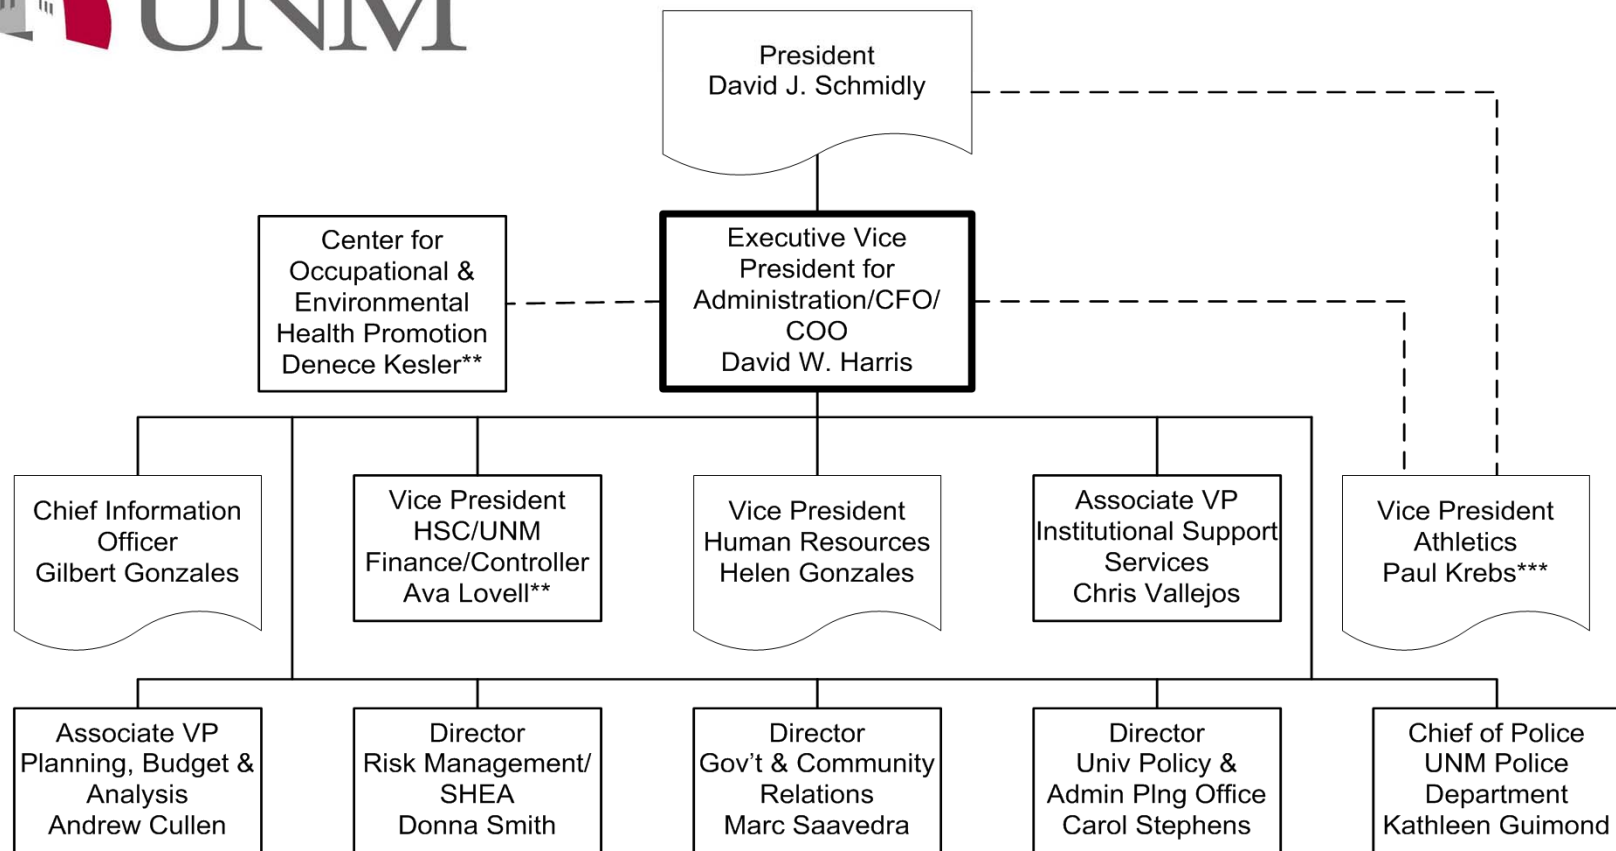 UNM
President
David J. Schmidly
Center for
Occupational &
Environmental
Health Promotion
Denece Kesler**
Executive Vice
President for
Administration/CFO/
COO
David W. Harris
Chief Information
Officer
Gilbert Gonzales
Vice President
HSC/UNM
Finance/Controller
Ava Lovell**
Vice President
Human Resources
Helen Gonzales
Associate VP
Institutional Support
Services
Chris Vallejos
Vice President
Athletics
Paul Krebs***
Associate VP
Planning, Budget &
Analysis
Andrew Cullen
Director
Risk Management/
SHEA
Donna Smith
Director
Gov't & Community
Relations
Marc Saavedra
Director
Univ Policy &
Admin Plng Office
Carol Stephens
Chief of Police
UNM Police
Department
Kathleen Guimond